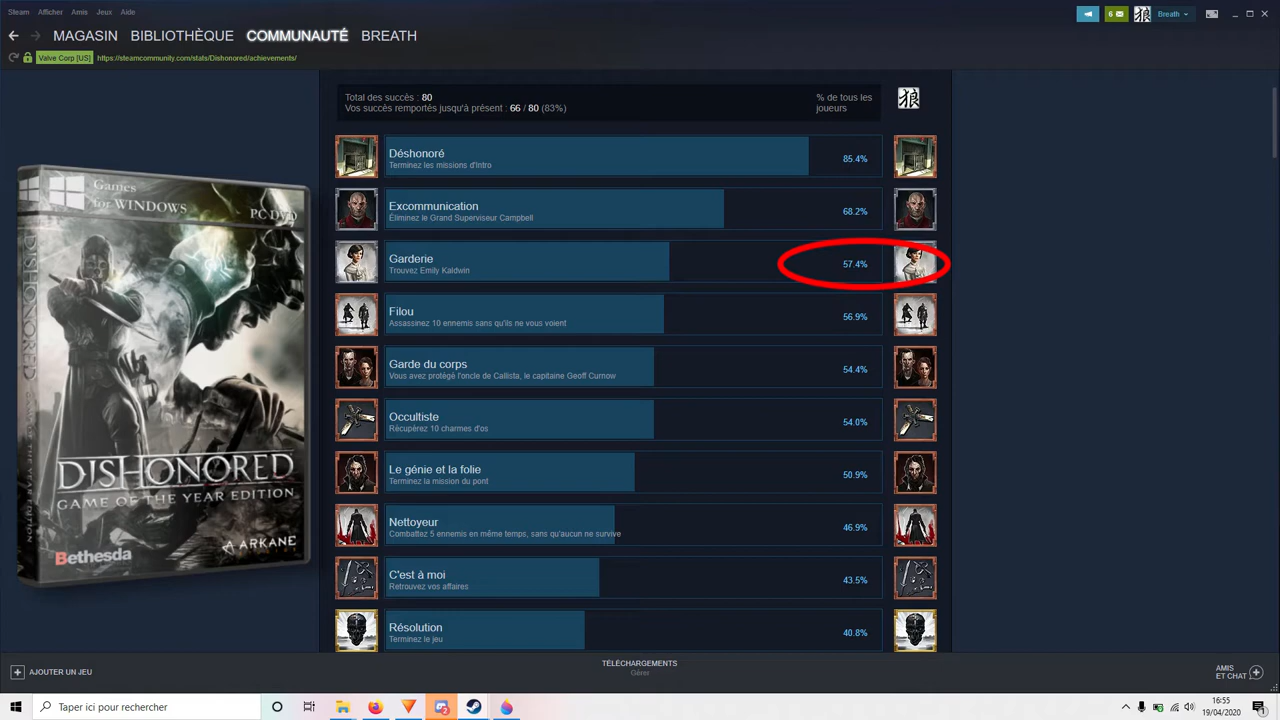 Steam Afficher Amis Jeux Aide
6 狼 Breath
MAGASIN BIBLIOTHÈQUE COMMUNAUTÉ BREATH
Valve Corp [US] https://steamcommunity.com/stats/Dishonored/achievements/
Total des succès : 80
Vos succès remportés jusqu'à présent : 66 / 80 (83%)
% de tous les
joueurs
狼
Déshonoré
Terminez les missions d'Intro
85.4%
Excommunication
Éliminez le Grand Superviseur Campbell
68.2%
Garderie
Trouvez Emily Kaldwin
57.4%
Filou
Assassinez 10 ennemis sans qu'ils ne vous voient
56.9%
Garde du corps
Vous avez protégé l'oncle de Callista, le capitaine Geoff Curnow
54.4%
Occultiste
Récupérez 10 charmes d'os
54.0%
Le génie et la folie
Terminez la mission du pont
50.9%
Nettoyeur
Combattez 5 ennemis en même temps, sans qu'aucun ne survive
46.9%
C'est à moi
Retrouvez vos affaires
43.5%
Résolution
Terminez le jeu
40.8%
Games
for WINDOWS
PC DVD
DISHONORED
GAME OF THE YEAR EDITION
Bethesda
ARKANE
AJOUTER UN JEU
TÉLÉCHARGEMENTS
Gérer
AMIS
ET CHAT
Taper ici pour rechercher
16:55
19/04/2020
1